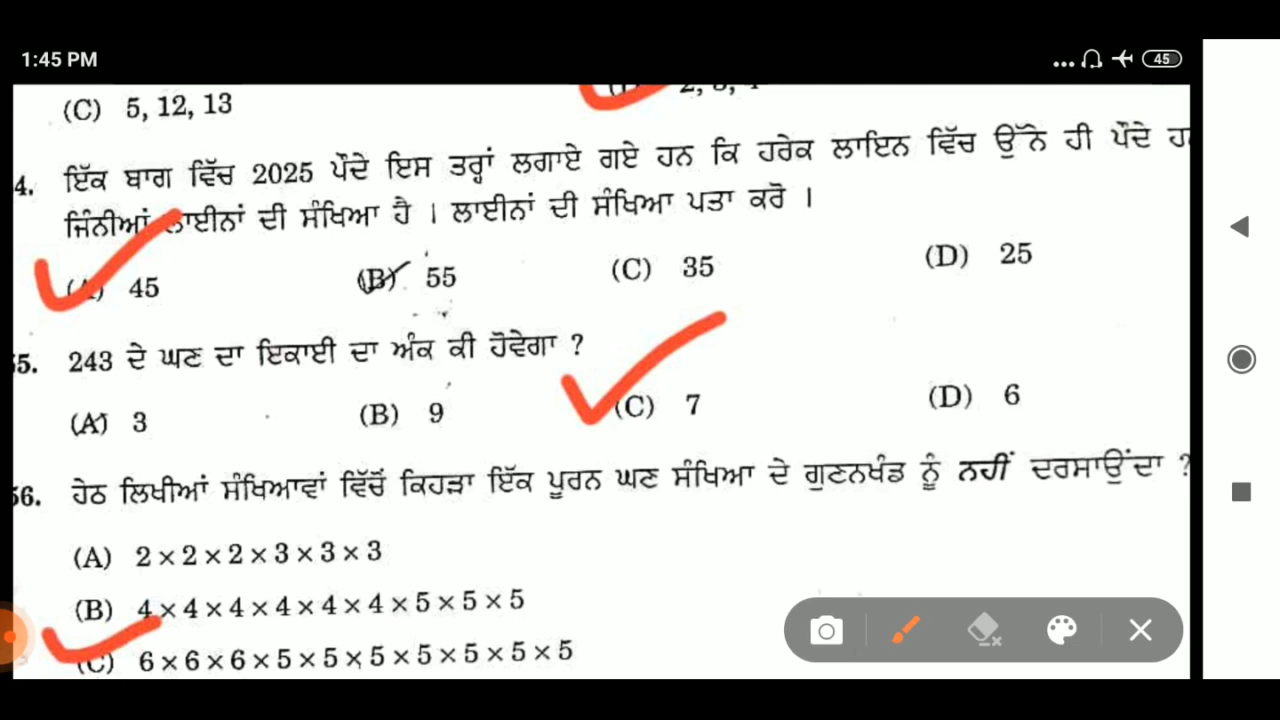 1:45 PM
45
(C) 5, 12, 13
4. ਇੱਕ ਬਾਗ ਵਿੱਚ 2025 ਪੌਦੇ ਇਸ ਤਰ੍ਹਾਂ ਲਗਾਏ ਗਏ ਹਨ ਕਿ ਹਰੇਕ ਲਾਇਨ ਵਿੱਚ ਉੱਨੇ ਹੀ ਪੌਦੇ
ਜਿੰਨੀਆਂ ਲਾਈਨਾਂ ਦੀ ਸੰਖਿਆ ਹੈ । ਲਾਈਨਾਂ ਦੀ ਸੰਖਿਆ ਪਤਾ ਕਰੋ ।
(A) 45 (B) 55 (C) 35 (D) 25
55. 243 ਦੇ ਘਣ ਦਾ ਇਕਾਈ ਦਾ ਅੰਕ ਕੀ ਹੋਵੇਗਾ ?
(A) 3 (B) 9 (C) 7 (D) 6
56. ਹੇਠ ਲਿਖੀਆਂ ਸੰਖਿਆਵਾਂ ਵਿੱਚੋਂ ਕਿਹੜਾ ਇੱਕ ਪੂਰਨ ਘਣ ਸੰਖਿਆ ਦੇ ਗੁਣਨਖੰਡ ਨੂੰ ਨਹੀਂ ਦਰਸਾਉਂਦਾ ?
(A) 2 × 2 × 2 × 3 × 3 × 3
(B) 4 × 4 × 4 × 4 × 4 × 4 × 5 × 5 × 5
(C) 6 × 6 × 6 × 5 × 5 × 5 × 5 × 5 × 5 × 5